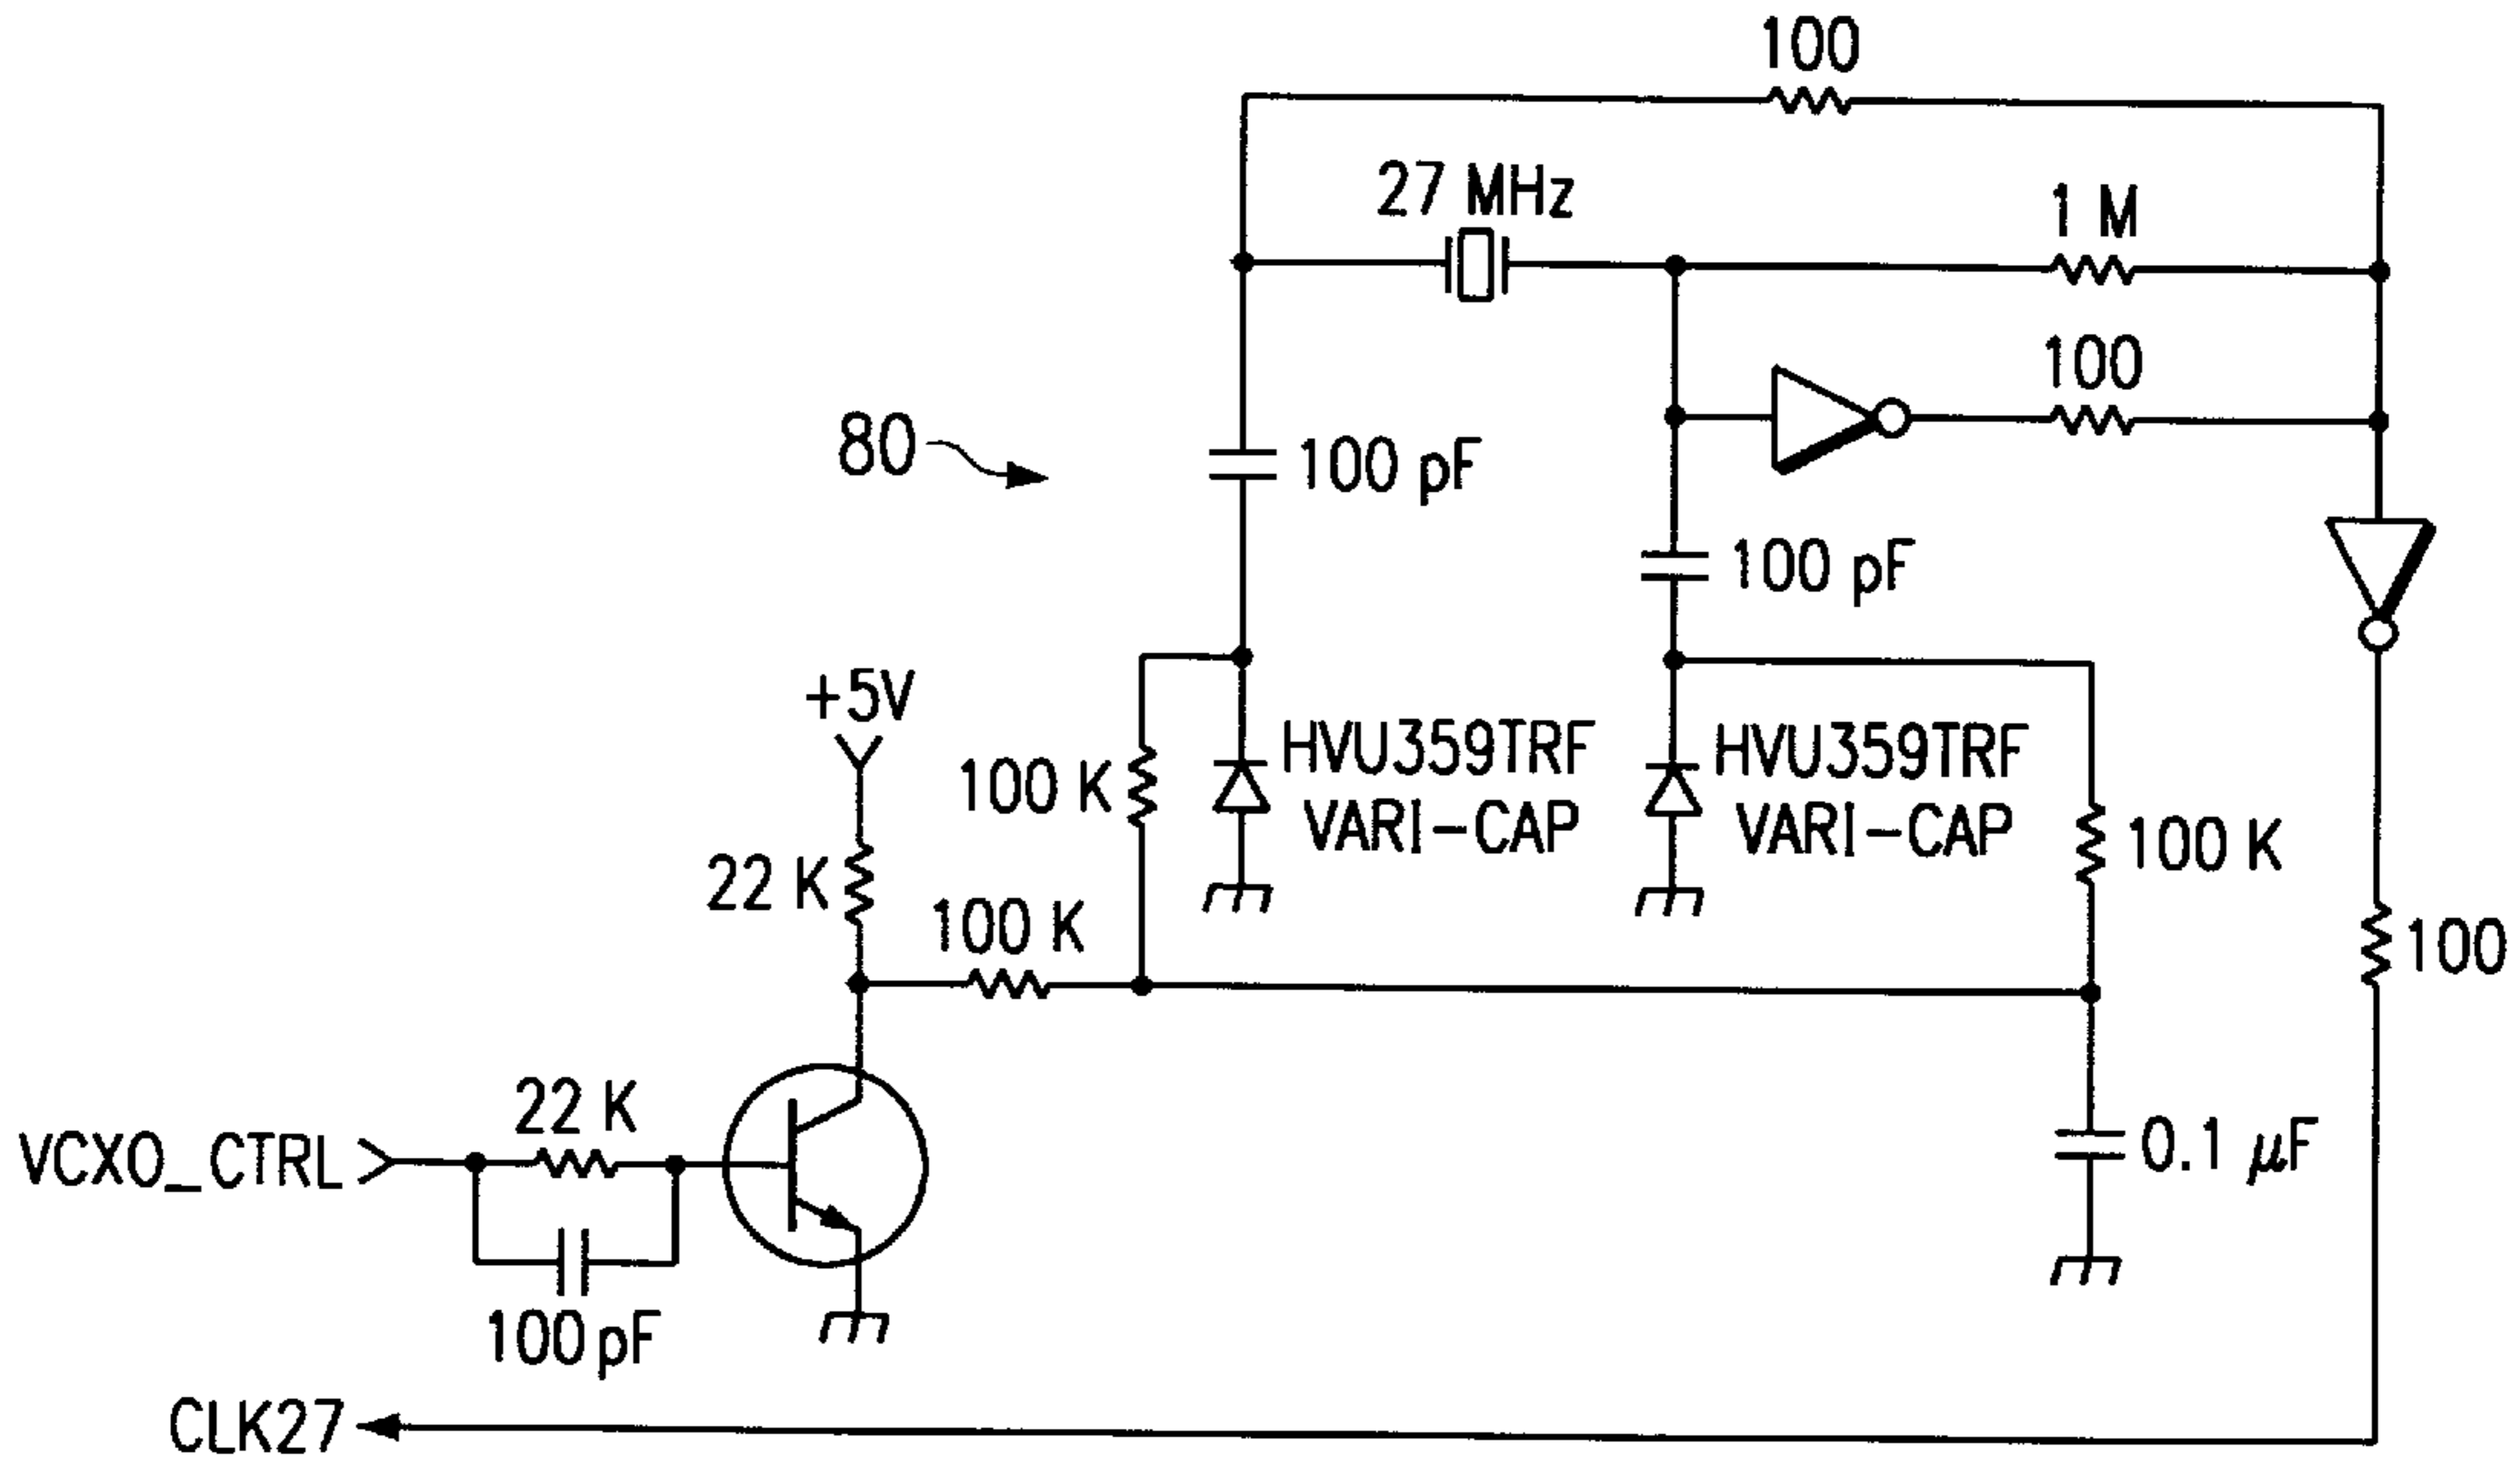 100
27 MHz
1 M
100
80
100 pF
100 pF
+5V
HVU359TRF
VARI-CAP
HVU359TRF
VARI-CAP
100 K
100 K
22 K
100 K
100
22 K
VCXO_CTRL
0.1 μF
100 pF
CLK27